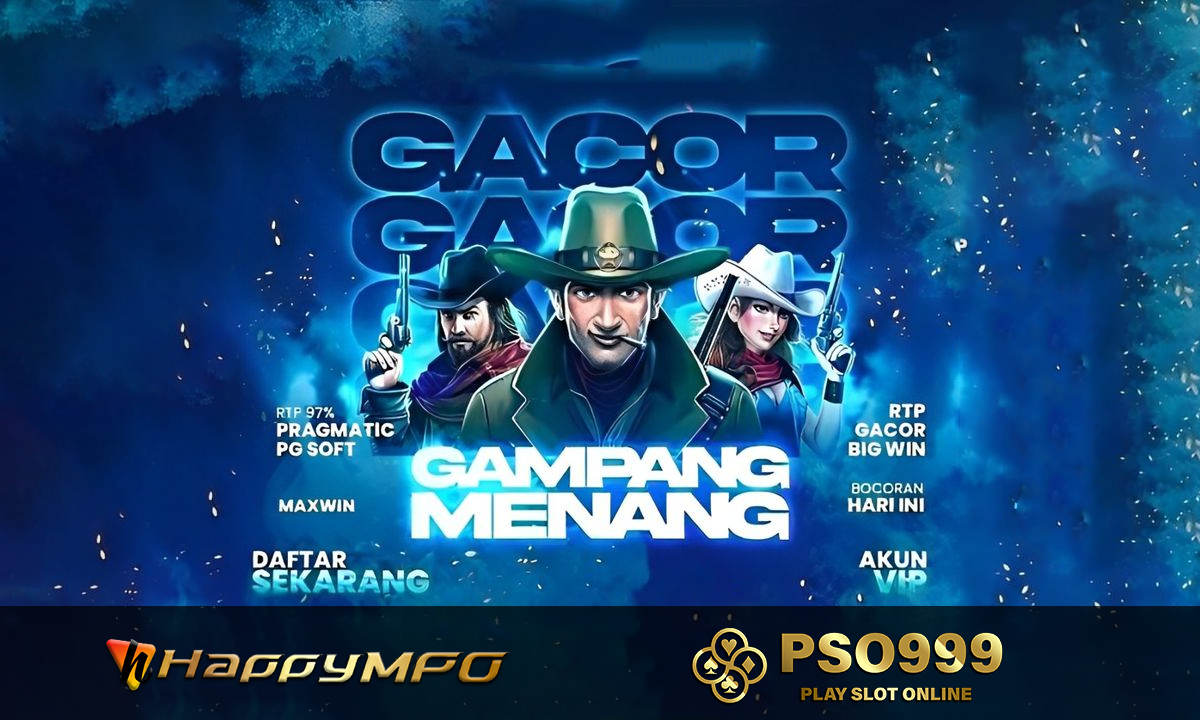 GACOR
GACOR
RTP 97%
PRAGMATIC
PG SOFT
MAXWIN
DAFTAR
SEKARANG
GAMPANG
MENANG
RTP
GACOR
BIG WIN
BOCORAN
HARI INI
AKUN
VIP
HAPPYMPO
PSO999
PLAY SLOT ONLINE